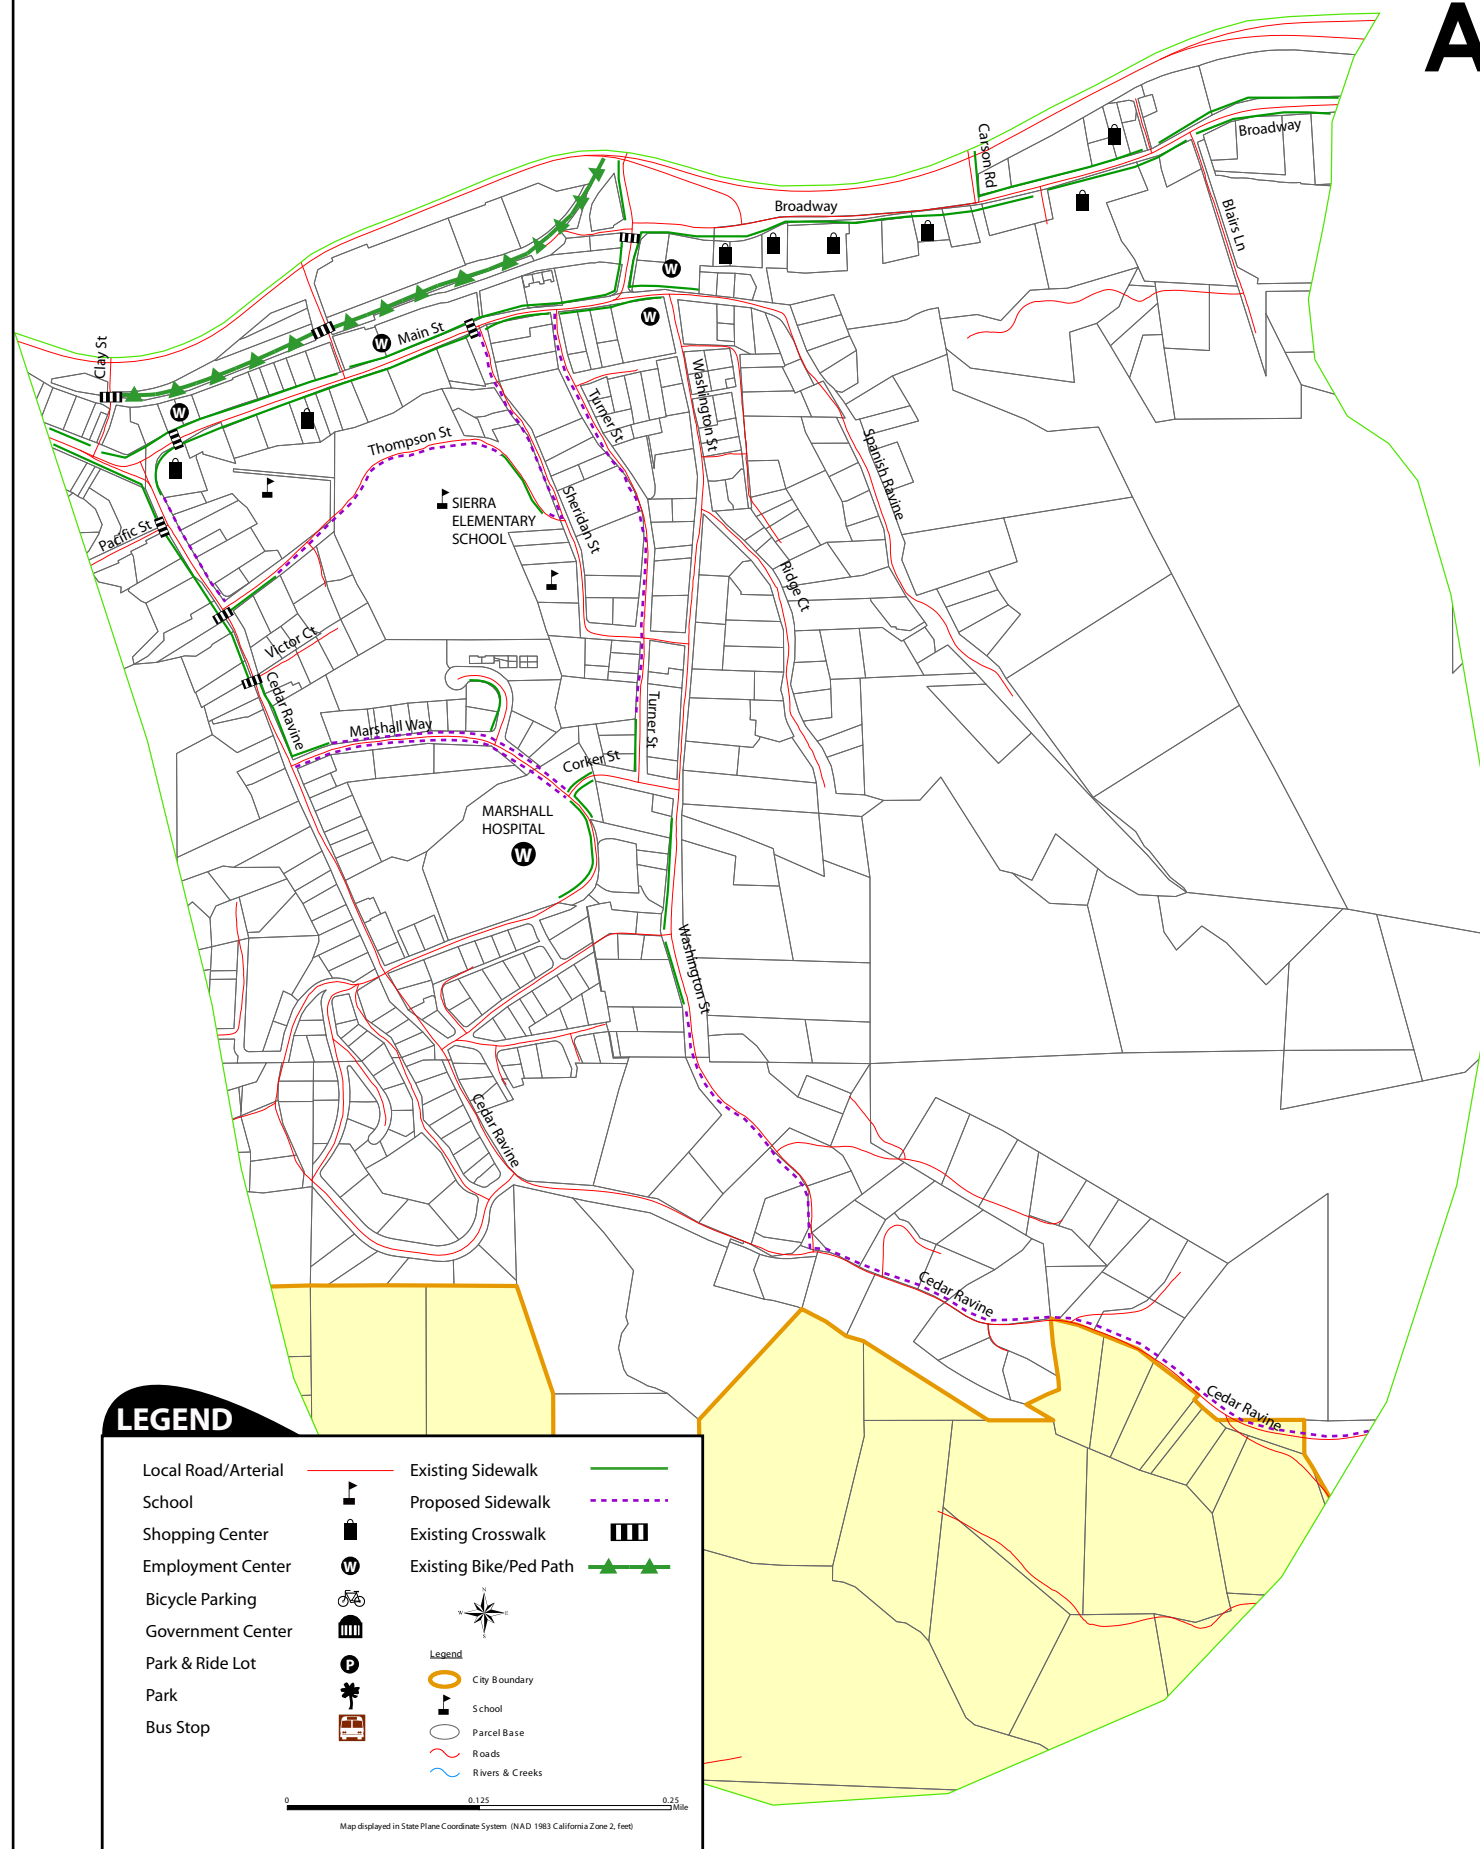 A
Carson Rd
Broadway
Broadway
Blairs Ln
Clay St
Main St
Washington St
Turner St
Thompson St
Spanish Ravine
SIERRA
ELEMENTARY
SCHOOL
Sheridan St
Pacific St
Ridge Ct
Victor Ct
Cedar Ravine
Turner St
Marshall Way
Corker St
MARSHALL
HOSPITAL
W
W
W
W
W
Washington St
Cedar Ravine
Cedar Ravine
Cedar Ravine
LEGEND
Local Road/Arterial
School
Shopping Center
Employment Center W
Bicycle Parking
Government Center
Park & Ride Lot P
Park
Bus Stop
Existing Sidewalk
Proposed Sidewalk
Existing Crosswalk
Existing Bike/Ped Path
N
W E
S
Legend
City Boundary
School
Parcel Base
Roads
Rivers & Creeks
0 0.125 0.25
Mile
Map displayed in State Plane Coordinate System (NAD 1983 California Zone 2, feet)